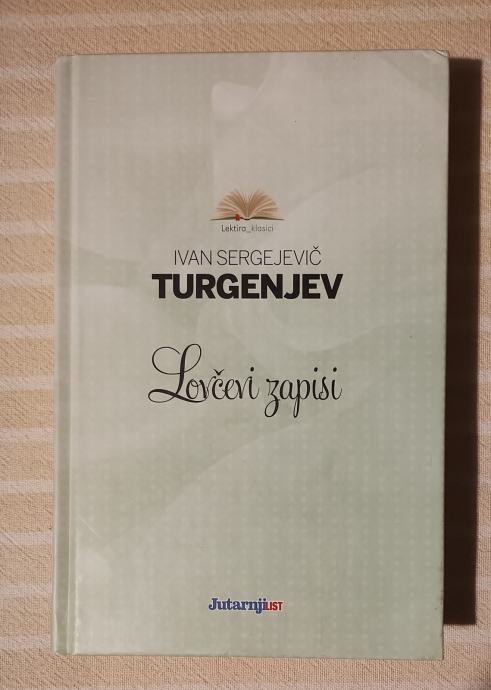 Lektira_klasici
IVAN SERGEJEVIČ
TURGENJEV
Lovčevi zapisi
JutarnjiLIST